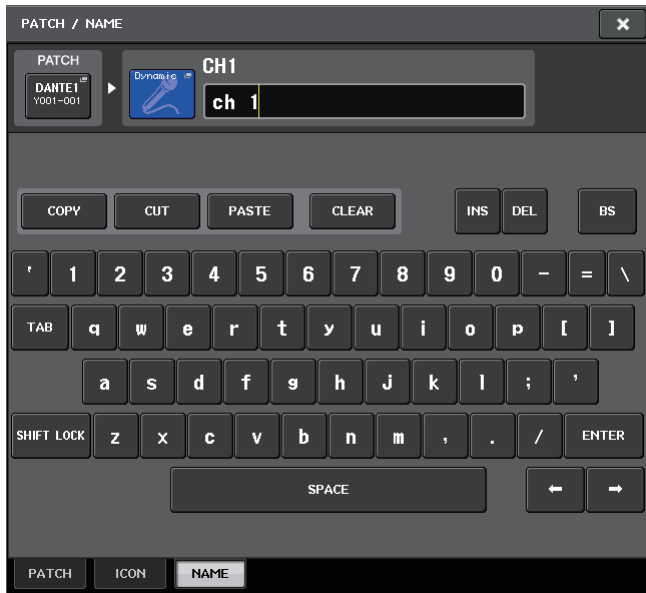 PATCH / NAME ×
PATCH
DANTE1
Y001-001
Dynamic
CH1
ch 1
COPY CUT PASTE CLEAR INS DEL BS
' 1 2 3 4 5 6 7 8 9 0 - = \
TAB q w e r t y u i o p [ ]
a s d f g h j k l ; '
SHIFT LOCK z x c v b n m , . / ENTER
SPACE ← →
PATCH ICON NAME